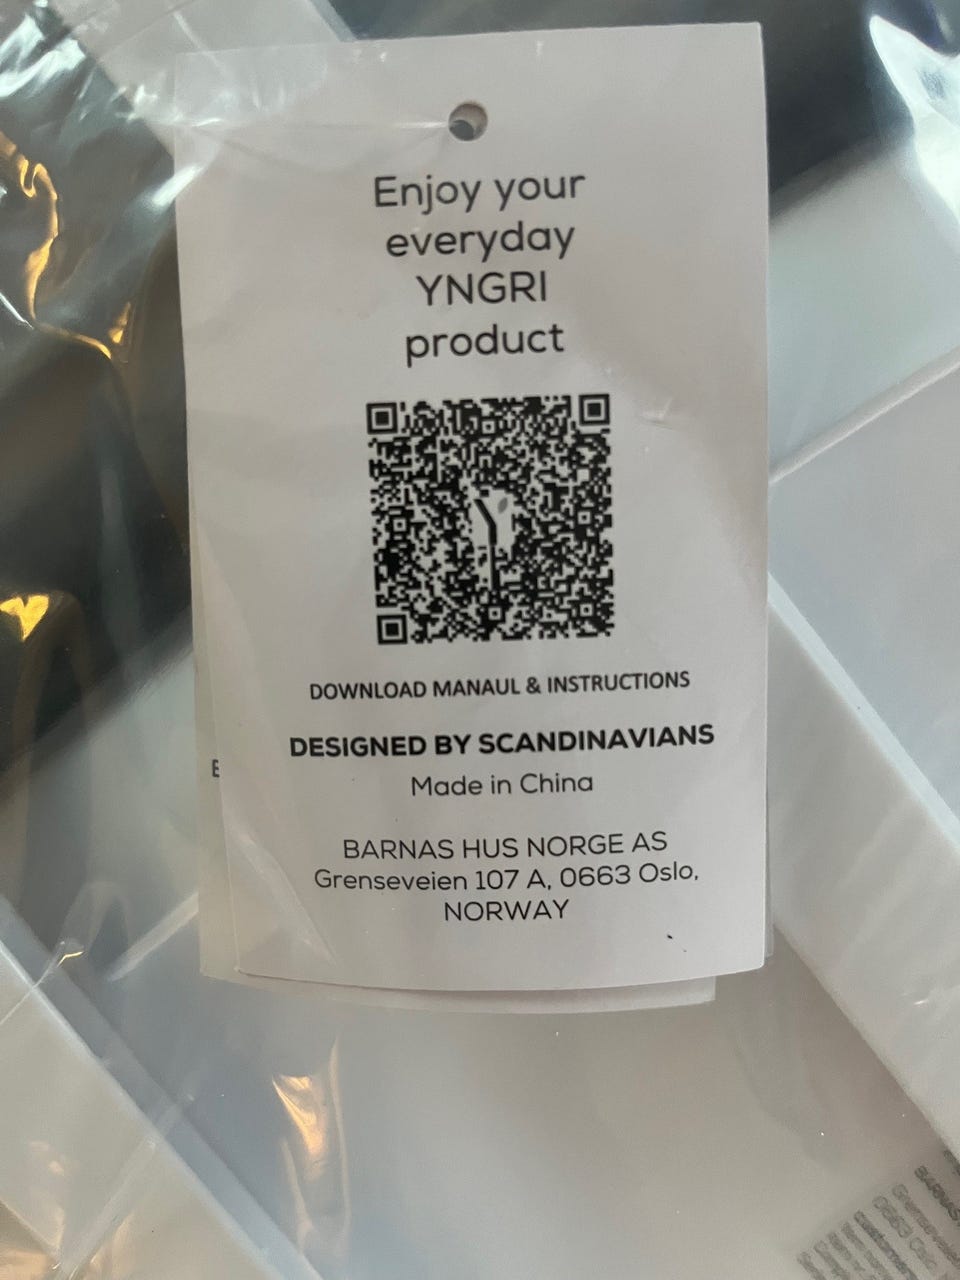 Enjoy your
everyday
YNGRI
product
DOWNLOAD MANAUL & INSTRUCTIONS
DESIGNED BY SCANDINAVIANS
Made in China
BARNAS HUS NORGE AS
Grenseveien 107 A, 0663 Oslo,
NORWAY